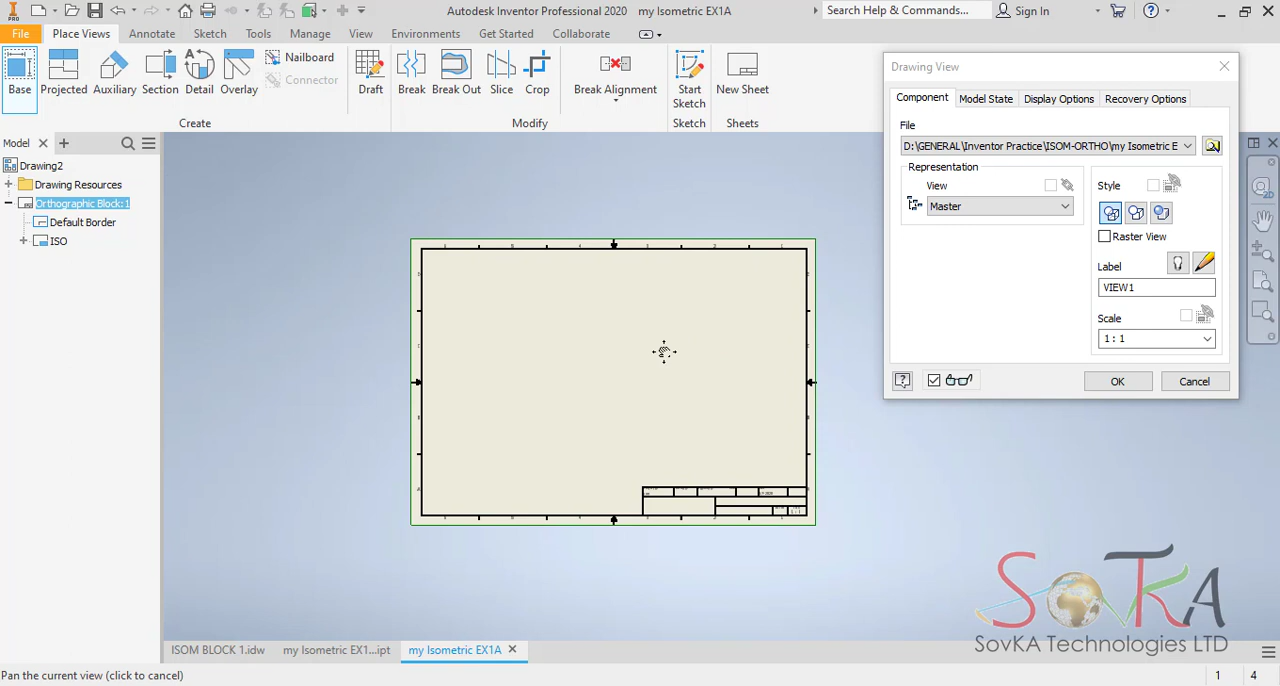 PRO
Autodesk Inventor Professional 2020 my Isometric EX1A
Search Help & Commands...
Sign In
File
Place Views
Annotate
Sketch
Tools
Manage
View
Environments
Get Started
Collaborate
Base
Projected
Auxiliary
Section
Detail
Overlay
Nailboard
Connector
Draft
Break
Break Out
Slice
Crop
Break Alignment
Start
Sketch
New Sheet
Create
Modify
Sketch
Sheets
Model
Drawing2
Drawing Resources
Orthographic Block:1
Default Border
ISO
Drawing View
Component
Model State
Display Options
Recovery Options
File
D:\GENERAL\Inventor Practice\ISOM-ORTHO\my Isometric E
Representation
View
Master
Style
Raster View
Label
VIEW1
Scale
1 : 1
OK
Cancel
2D
SovKA
SovKA Technologies LTD
ISOM BLOCK 1.idw
my Isometric EX1...ipt
my Isometric EX1A
Pan the current view (click to cancel)
1
4